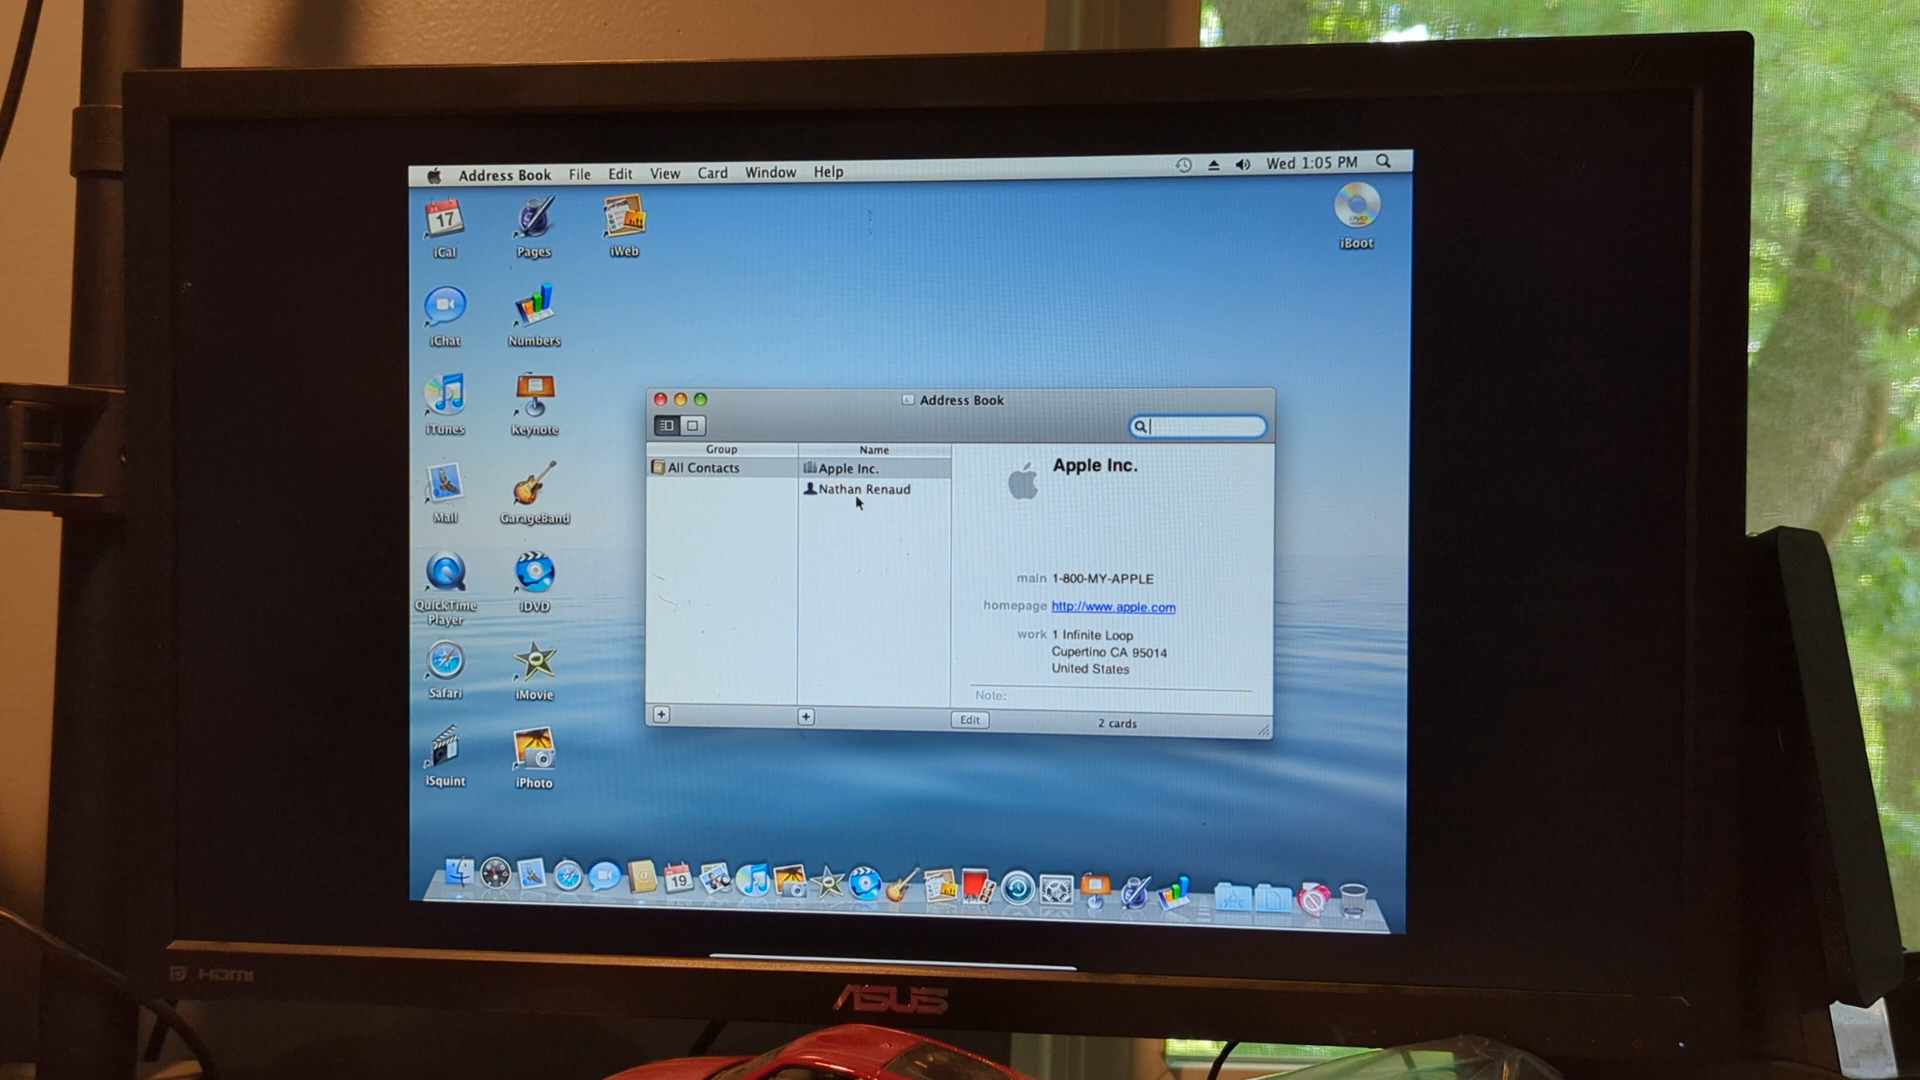 Address Book File Edit View Card Window Help
Wed 1:05 PM
17
iCal
Pages
iWeb
DVD
iBoot
iChat
Numbers
iTunes
Keynote
Mail
GarageBand
QuickTime
Player
iDVD
Safari
iMovie
iSquint
iPhoto
Address Book
Group
Name
All Contacts
Apple Inc.
Nathan Renaud
Apple Inc.
main 1-800-MY-APPLE
homepage http://www.apple.com
work 1 Infinite Loop
Cupertino CA 95014
United States
Note:
Edit
2 cards
19
HDMI
ASUS